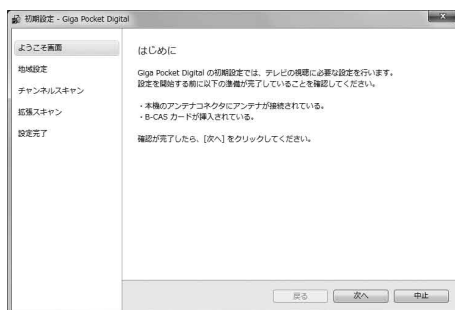 初期設定 - Giga Pocket Digital
ようこそ画面
地域設定
チャンネルスキャン
拡張スキャン
設定完了
はじめに
Giga Pocket Digital の初期設定では、テレビの視聴に必要な設定を行います。
設定を開始する前に以下の準備が完了していることを確認してください。
・本機のアンテナコネクタにアンテナが接続されている。
・B-CAS カードが挿入されている。
確認が完了したら、[次へ] をクリックしてください。
戻る
次へ
中止